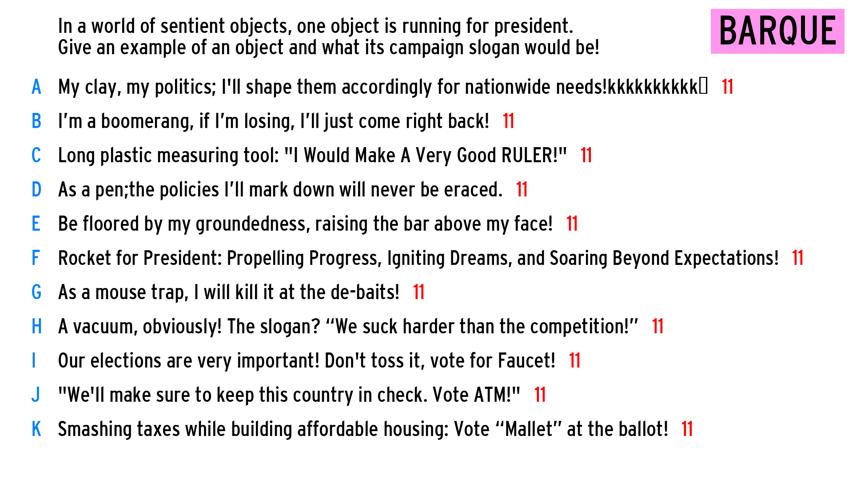 In a world of sentient objects, one object is running for president.
Give an example of an object and what its campaign slogan would be!
BARQUE
A My clay, my politics; I'll shape them accordingly for nationwide needs!kkkkkkkkkk▯ 11
B I’m a boomerang, if I’m losing, I’ll just come right back! 11
C Long plastic measuring tool: "I Would Make A Very Good RULER!" 11
D As a pen;the policies I’ll mark down will never be eraced. 11
E Be floored by my groundedness, raising the bar above my face! 11
F Rocket for President: Propelling Progress, Igniting Dreams, and Soaring Beyond Expectations! 11
G As a mouse trap, I will kill it at the de-baits! 11
H A vacuum, obviously! The slogan? “We suck harder than the competition!” 11
I Our elections are very important! Don't toss it, vote for Faucet! 11
J "We'll make sure to keep this country in check. Vote ATM!" 11
K Smashing taxes while building affordable housing: Vote “Mallet” at the ballot! 11